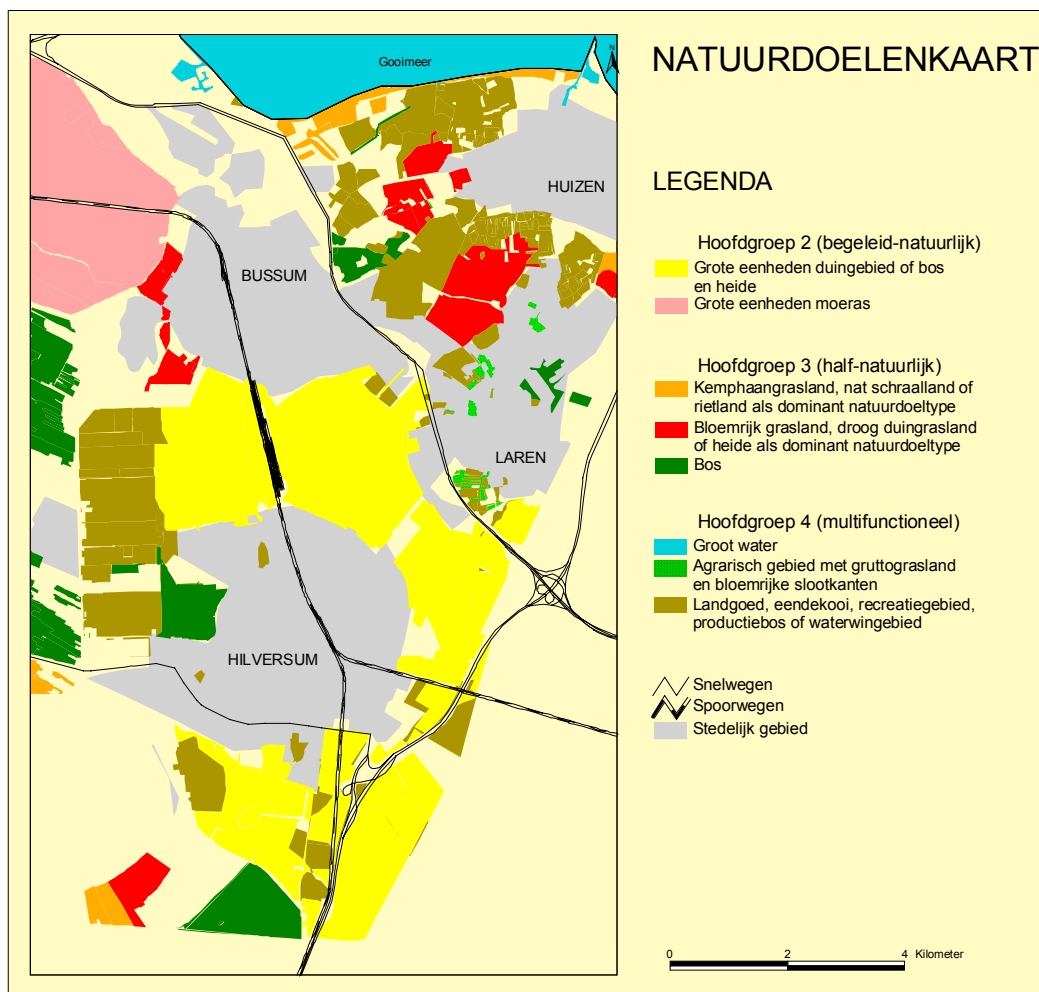 NATUURDOELENKAART
N
Gooimeer
HUIZEN
BUSSUM
LAREN
HILVERSUM
LEGENDA
Hoofdgroep 2 (begeleid-natuurlijk)
Grote eenheden duingebied of bos
en heide
Grote eenheden moeras
Hoofdgroep 3 (half-natuurlijk)
Kemphaangrasland, nat schraalland of
rietland als dominant natuurdoeltype
Bloemrijk grasland, droog duingrasland
of heide als dominant natuurdoeltype
Bos
Hoofdgroep 4 (multifunctioneel)
Groot water
Agrarisch gebied met gruttograsland
en bloemrijke slootkanten
Landgoed, eendekooi, recreatiegebied,
productiebos of waterwingebied
Snelwegen
Spoorwegen
Stedelijk gebied
0 2 4 Kilometer